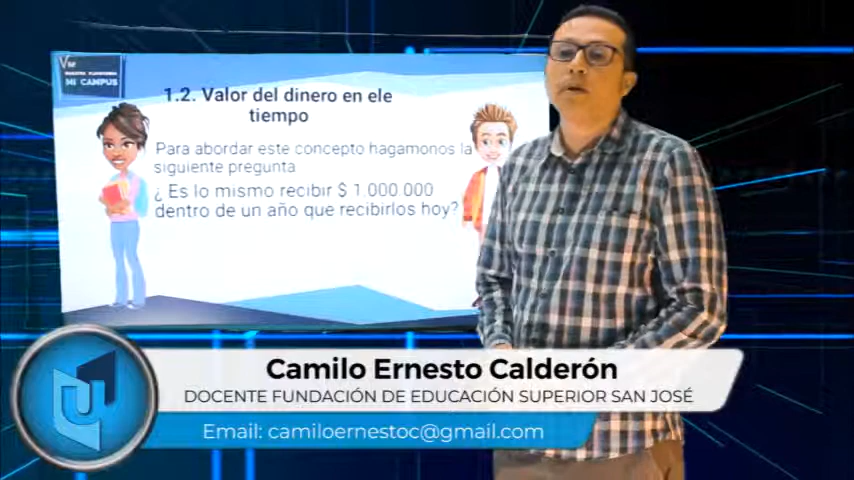 MI CAMPUS
1.2. Valor del dinero en ele
tiempo
Para abordar este concepto hagamonos la
siguiente pregunta
¿ Es lo mismo recibir $ 1.000.000
dentro de un año que recibirlos hoy?
Camilo Ernesto Calderón
DOCENTE FUNDACIÓN DE EDUCACIÓN SUPERIOR SAN JOSÉ
Email: camiloernestoc@gmail.com